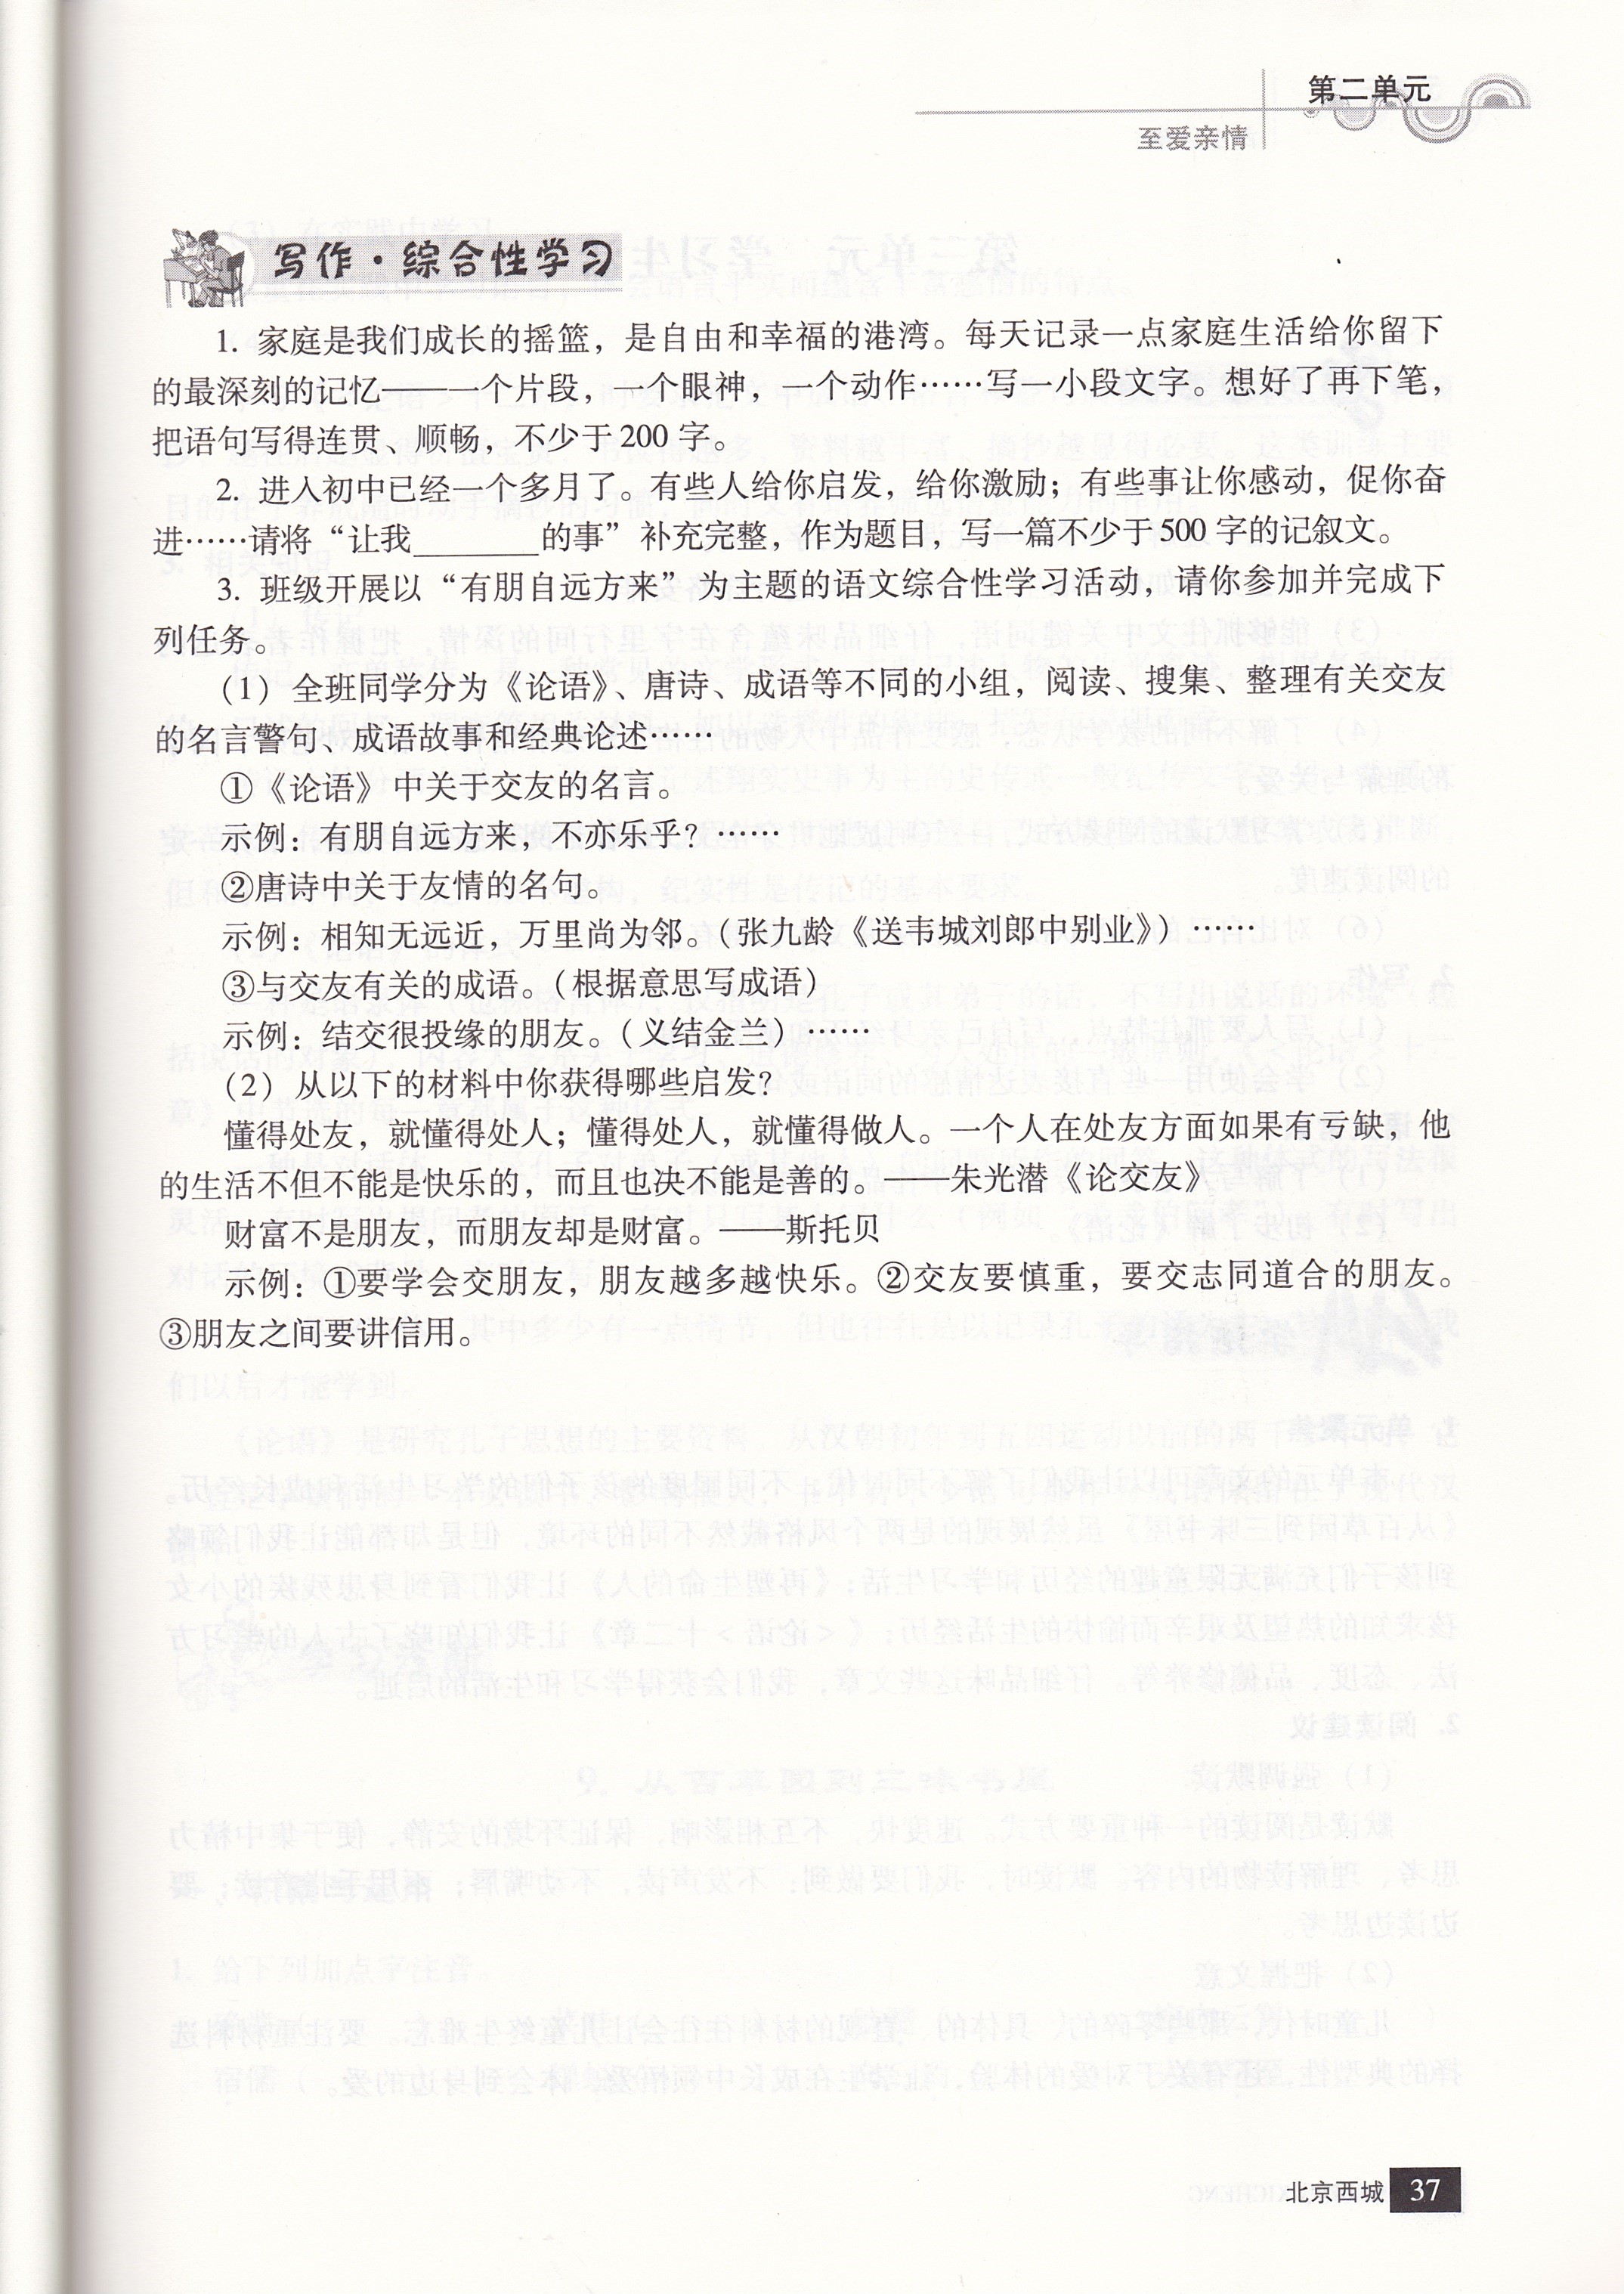 第二单元
至爱亲情
写作·综合性学习
1. 家庭是我们成长的摇篮，是自由和幸福的港湾。每天记录一点家庭生活给你留下
的最深刻的记忆——一个片段，一个眼神，一个动作……写一小段文字。想好了再下笔，
把语句写得连贯、顺畅，不少于200字。
2. 进入初中已经一个多月了。有些人给你启发，给你激励；有些事让你感动，促你奋
进……请将“让我________的事”补充完整，作为题目，写一篇不少于500字的记叙文。
3. 班级开展以“有朋自远方来”为主题的语文综合性学习活动，请你参加并完成下
列任务。
（1）全班同学分为《论语》、唐诗、成语等不同的小组，阅读、搜集、整理有关交友
的名言警句、成语故事和经典论述……
①《论语》中关于交友的名言。
示例：有朋自远方来，不亦乐乎？……
②唐诗中关于友情的名句。
示例：相知无远近，万里尚为邻。（张九龄《送韦城刘郎中别业》）……
③与交友有关的成语。（根据意思写成语）
示例：结交很投缘的朋友。（义结金兰）……
（2）从以下的材料中你获得哪些启发？
懂得处友，就懂得处人；懂得处人，就懂得做人。一个人在处友方面如果有亏缺，他
的生活不但不能是快乐的，而且也决不能是善的。——朱光潜《论交友》
财富不是朋友，而朋友却是财富。——斯托贝
示例：①要学会交朋友，朋友越多越快乐。②交友要慎重，要交志同道合的朋友。
③朋友之间要讲信用。
北京西城 37